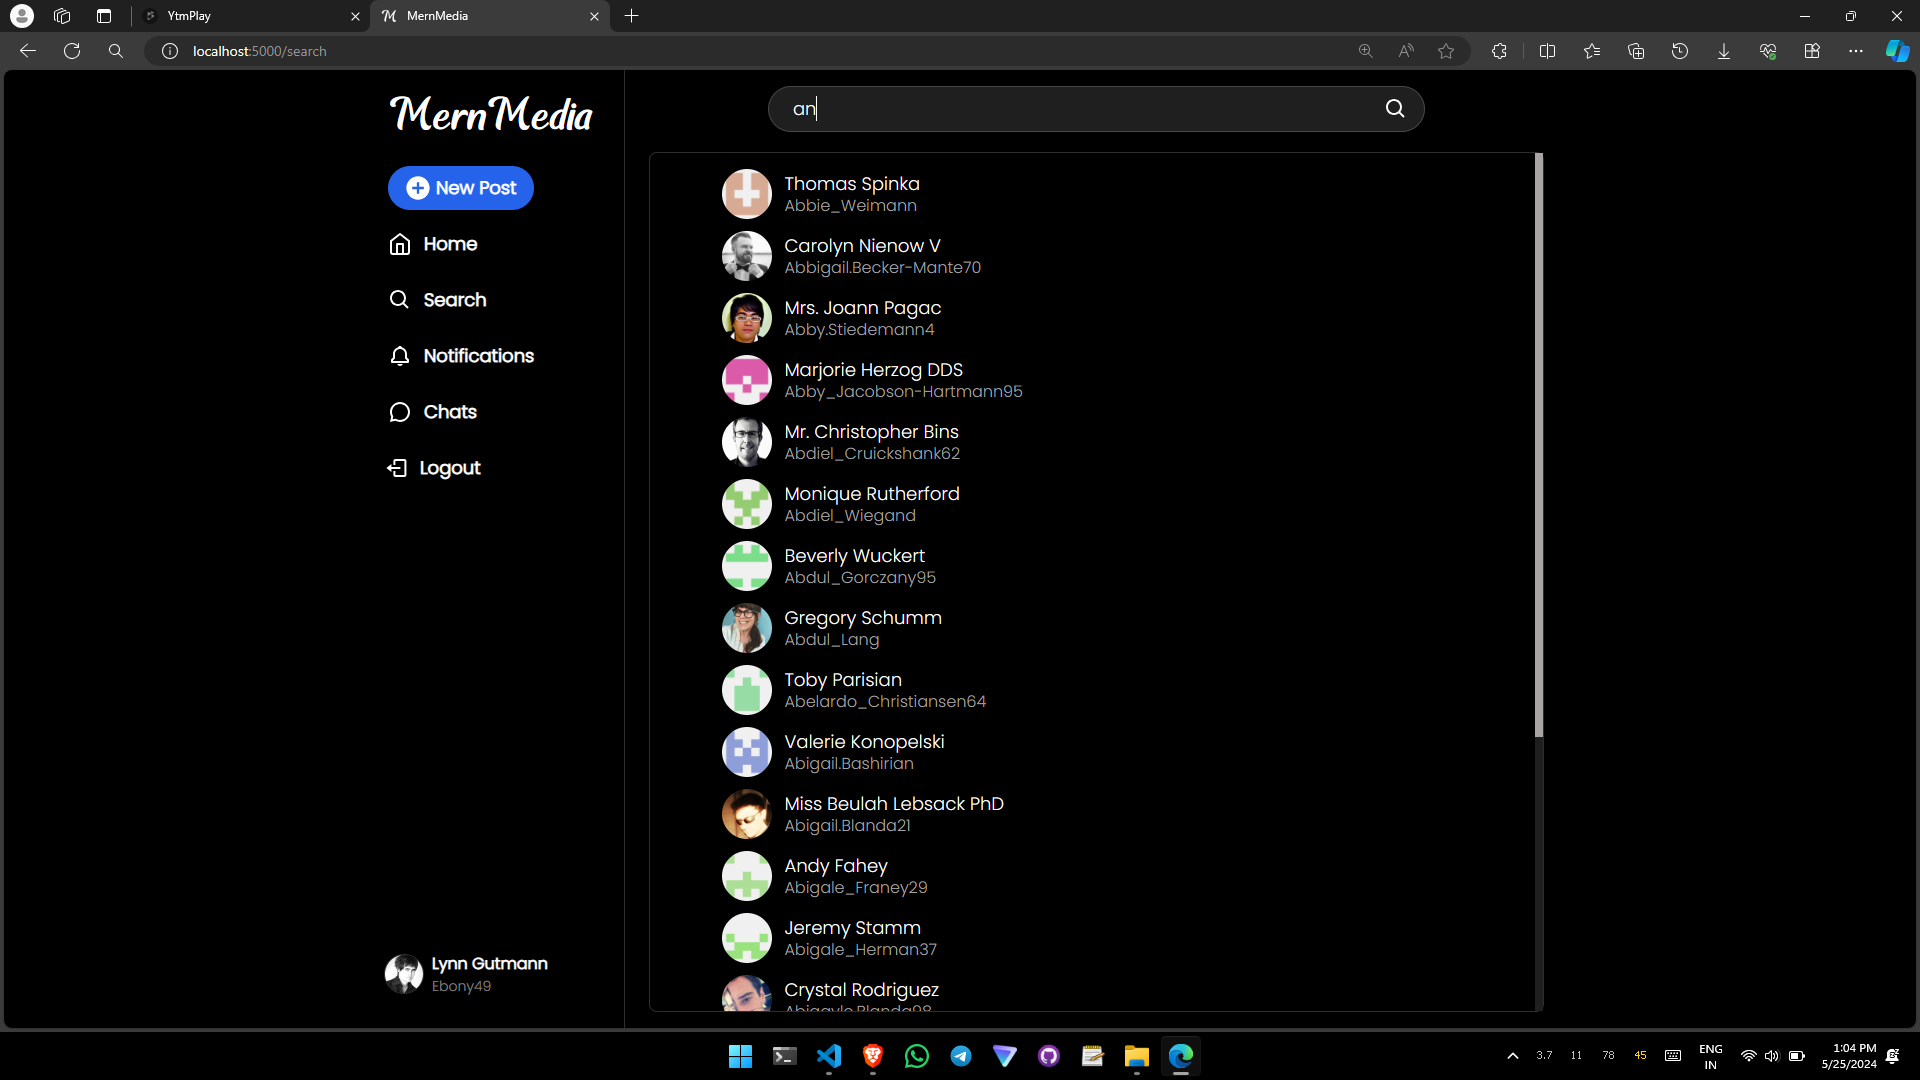 YtmPlay
MernMedia
localhost:5000/search
MernMedia
New Post
Home
Search
Notifications
Chats
Logout
Lynn Gutmann
Ebony49
an
Thomas Spinka
Abbie_Weimann
Carolyn Nienow V
Abbigail.Becker-Mante70
Mrs. Joann Pagac
Abby.Stiedemann4
Marjorie Herzog DDS
Abby_Jacobson-Hartmann95
Mr. Christopher Bins
Abdiel_Cruickshank62
Monique Rutherford
Abdiel_Wiegand
Beverly Wuckert
Abdul_Gorczany95
Gregory Schumm
Abdul_Lang
Toby Parisian
Abelardo_Christiansen64
Valerie Konopelski
Abigail.Bashirian
Miss Beulah Lebsack PhD
Abigail.Blanda21
Andy Fahey
Abigale_Franey29
Jeremy Stamm
Abigale_Herman37
Crystal Rodriguez
Abigayle.Blanda98
3.7 11 78 45
ENG
IN
1:04 PM
5/25/2024